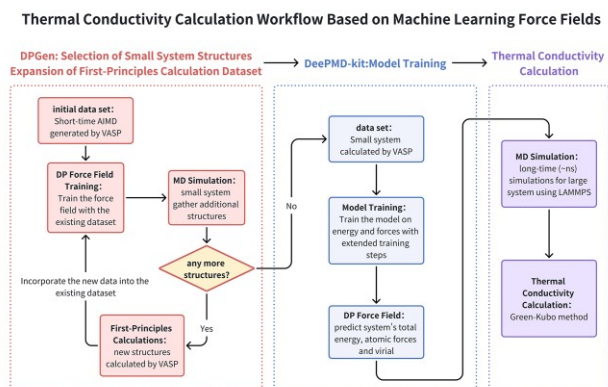 Thermal Conductivity Calculation Workflow Based on Machine Learning Force Fields
DPGen: Selection of Small System Structures
Expansion of First-Principles Calculation Dataset
DeePMD-kit:Model Training
Thermal Conductivity
Calculation
initial data set:
Short-time AIMD
generated by VASP
DP Force Field
Training:
Train the force
field with the
existing dataset
MD Simulation:
small system
gather additional
structures
any more
structures?
No
Yes
Incorporate the new data into the
existing dataset
First-Principles
Calculations:
new structures
calculated by VASP
data set:
Small system
calculated by VASP
Model Training:
Train the model on
energy and forces with
extended training
steps
DP Force Field:
predict system's total
energy, atomic forces
and virial
MD Simulation:
long-time (~ns)
simulations for large
system using LAMMPS
Thermal
Conductivity
Calculation:
Green-Kubo method